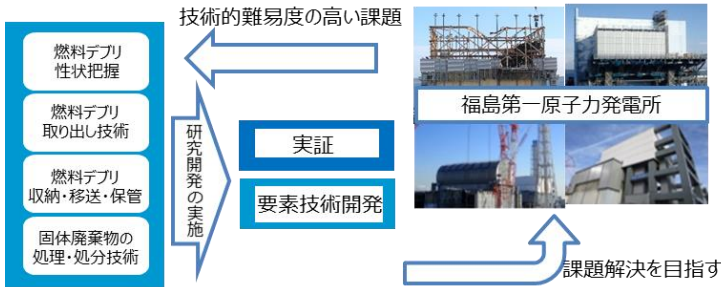 技術的難易度の高い課題
燃料デブリ
性状把握
燃料デブリ
取り出し技術
燃料デブリ
収納・移送・保管
固体廃棄物の
処理・処分技術
研究開発の実施
実証
要素技術開発
福島第一原子力発電所
課題解決を目指す